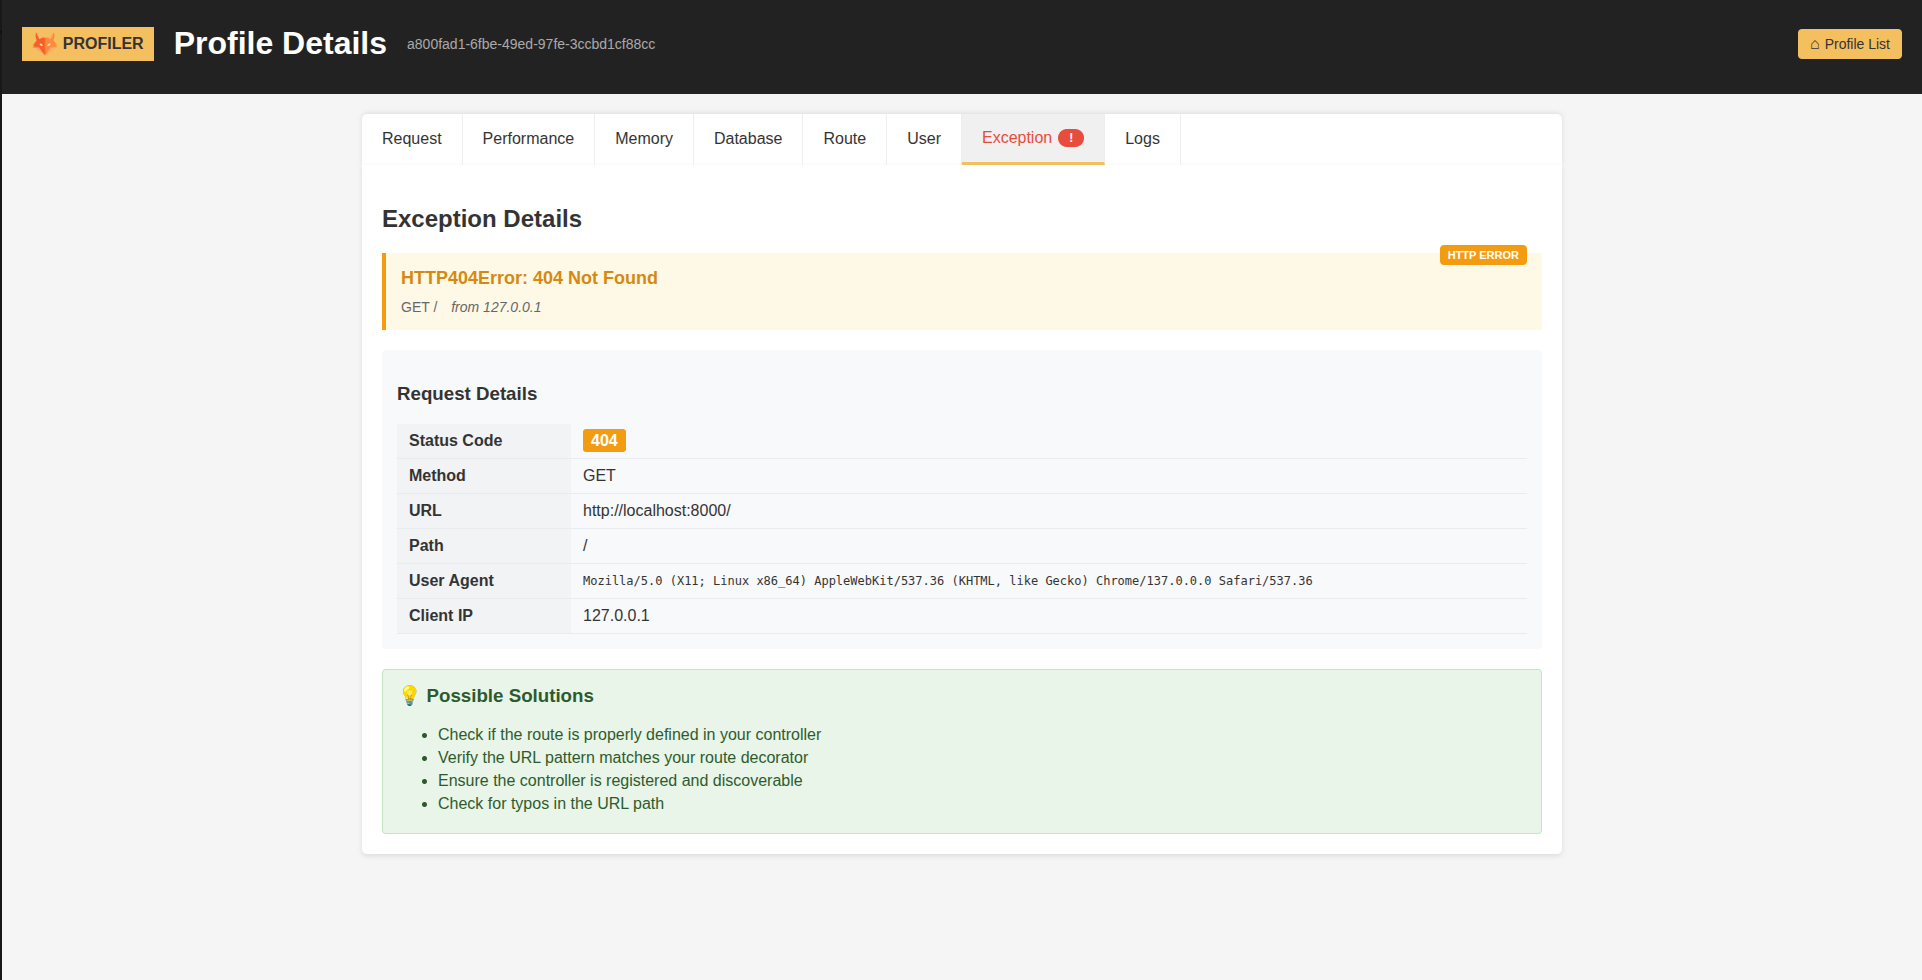 PROFILER
Profile Details
a800fad1-6fbe-49ed-97fe-3ccbd1cf88cc
Profile List
Request
Performance
Memory
Database
Route
User
Exception !
Logs
Exception Details
HTTP ERROR
HTTP404Error: 404 Not Found
GET / from 127.0.0.1
Request Details
Status Code 404
Method GET
URL http://localhost:8000/
Path /
User Agent Mozilla/5.0 (X11; Linux x86_64) AppleWebKit/537.36 (KHTML, like Gecko) Chrome/137.0.0.0 Safari/537.36
Client IP 127.0.0.1
Possible Solutions
Check if the route is properly defined in your controller
Verify the URL pattern matches your route decorator
Ensure the controller is registered and discoverable
Check for typos in the URL path